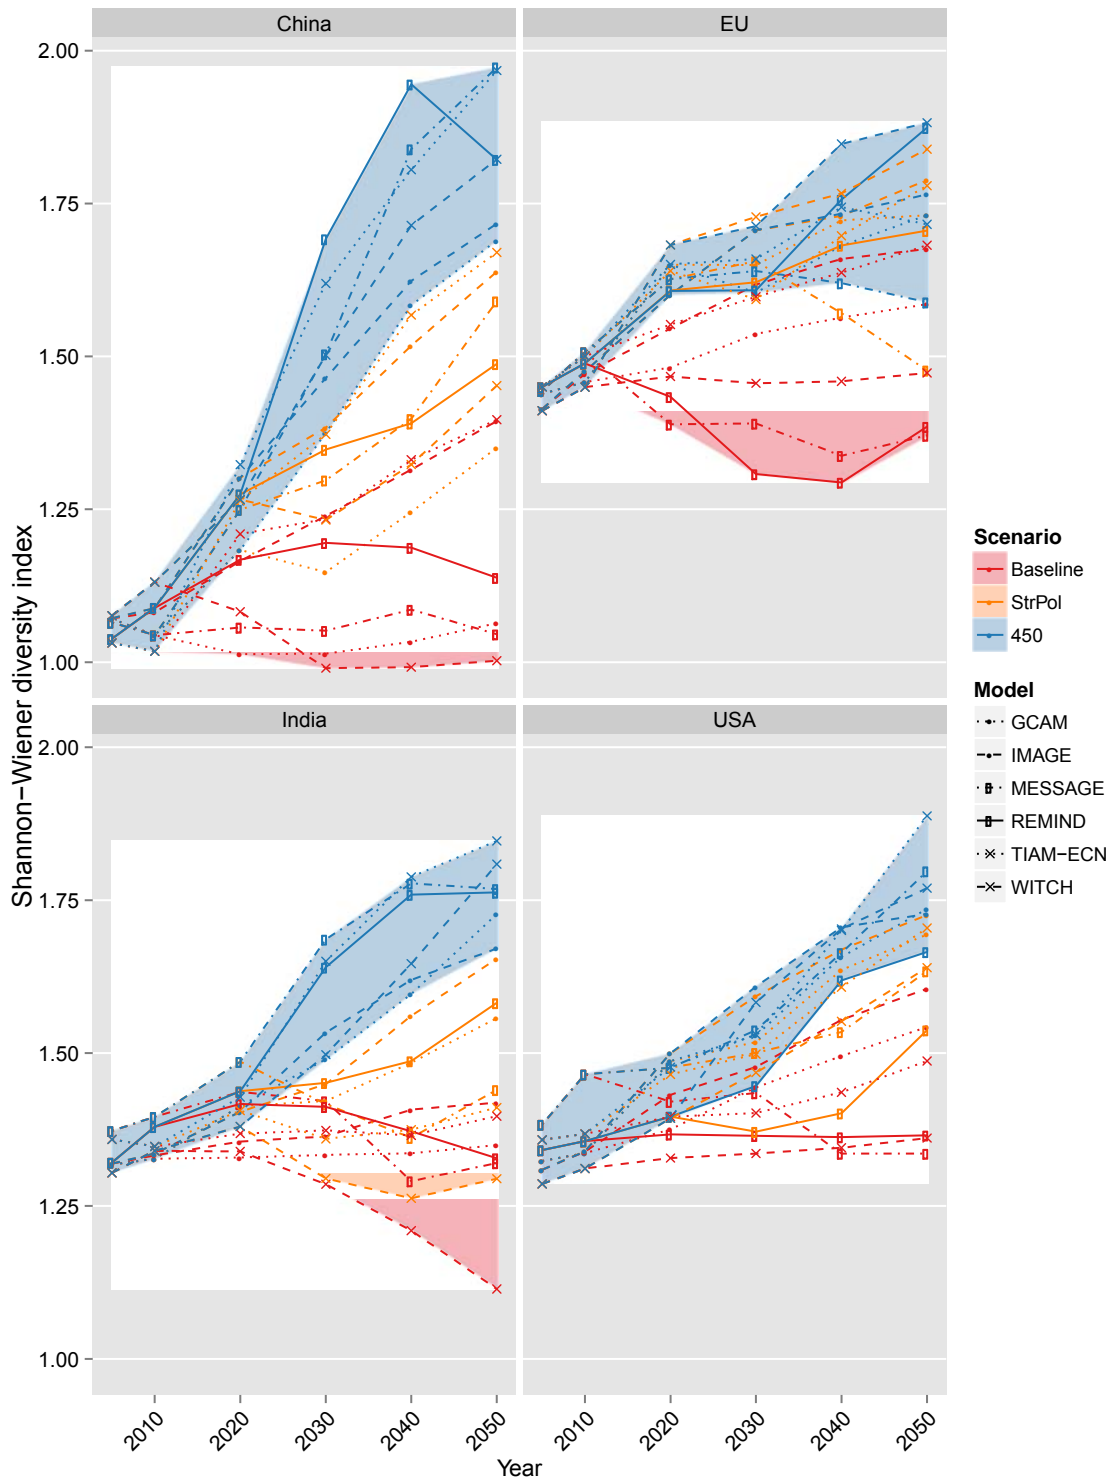 China
EU
2.00
1.75
1.50
1.25
1.00
India
USA
2.00
1.75
1.50
1.25
1.00
Shannon−Wiener diversity index
2010
2020
2030
2040
2050
2010
2020
2030
2040
2050
Year
Scenario
Baseline
StrPol
450
Model
GCAM
IMAGE
MESSAGE
REMIND
TIAM−ECN
WITCH